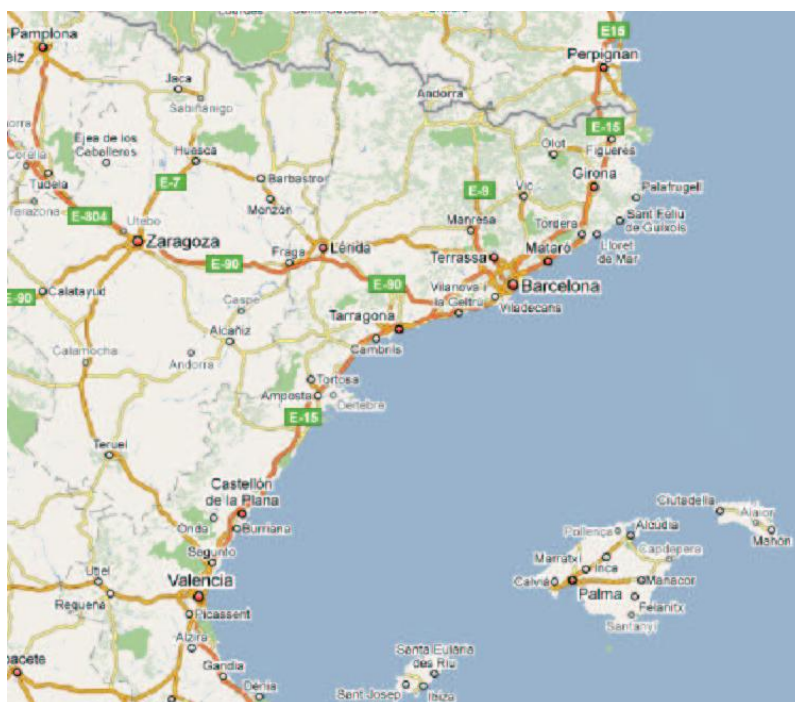 Pamplona
E15
Perpignan
Jaca
Andorra
Sabiñánigo
E-15
Ejea de los
Caballeros
Huesca
Olot
Figueres
Corella
Tudela
E-7
Barbastro
E-9
Vic
Girona
Palafrugell
Tarazona
Monzón
E-804
Utebo
Manresa
Tordera
Sant Feliu
de Guixols
Zaragoza
Fraga
Lérida
Terrassa
Mataró
Lloret
de Mar
E-90
E-90
E-90
Calatayud
Caspe
Vilanova i
la Geltrú
Barcelona
Viladecans
Tarragona
Alcañiz
Cambrils
Calamocha
Andorra
Tortosa
Amposta
Deltebre
E-15
Teruel
Castellón
de la Plana
Onda
Burriana
Ciutadella
Alaior
Mahón
Pollença
Alcúdia
Sagunto
Marratxí
Inca
Capdepera
Utiel
Valencia
Calvià
Manacor
Requena
Palma
Felanitx
Picassent
Santanyí
Alzira
Santa Eulària
des Riu
Gandia
Sant Josep
Ibiza
Dénia